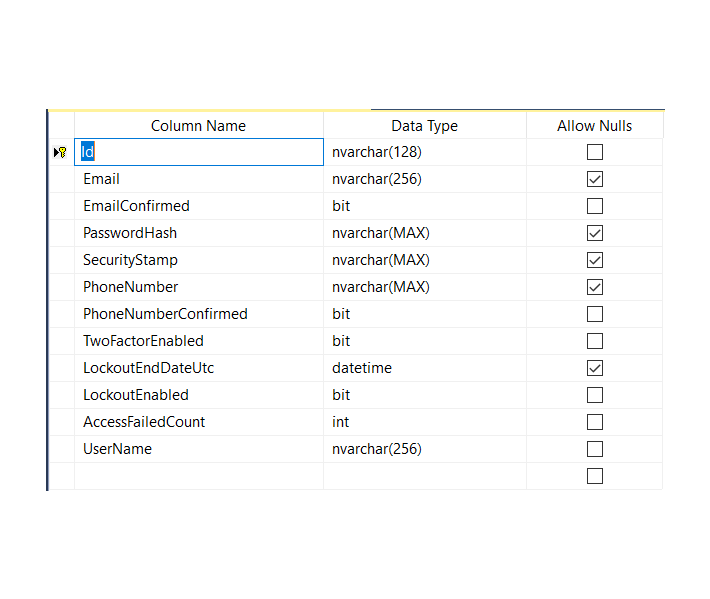 Column Name Data Type Allow Nulls
Id nvarchar(128)
Email nvarchar(256)
EmailConfirmed bit
PasswordHash nvarchar(MAX)
SecurityStamp nvarchar(MAX)
PhoneNumber nvarchar(MAX)
PhoneNumberConfirmed bit
TwoFactorEnabled bit
LockoutEndDateUtc datetime
LockoutEnabled bit
AccessFailedCount int
UserName nvarchar(256)